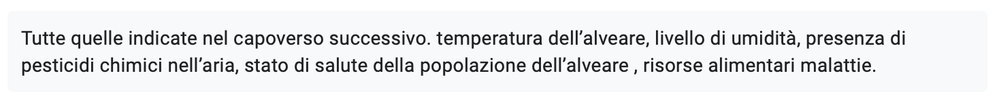 Tutte quelle indicate nel capoverso successivo. temperatura dell’alveare, livello di umidità, presenza di
pesticidi chimici nell’aria, stato di salute della popolazione dell’alveare , risorse alimentari malattie.